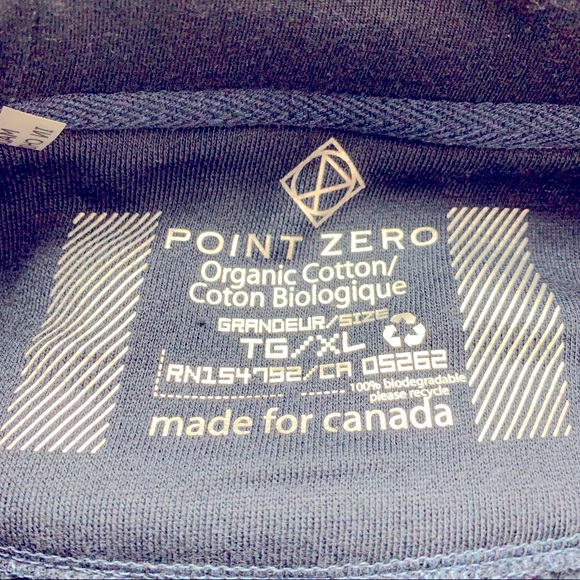 POINT ZERO
Organic Cotton/
Coton Biologique
GRANDEUR/SIZE
TG/XL
RN154792/CA 05262
100% biodegradable
please recycle
made for canada